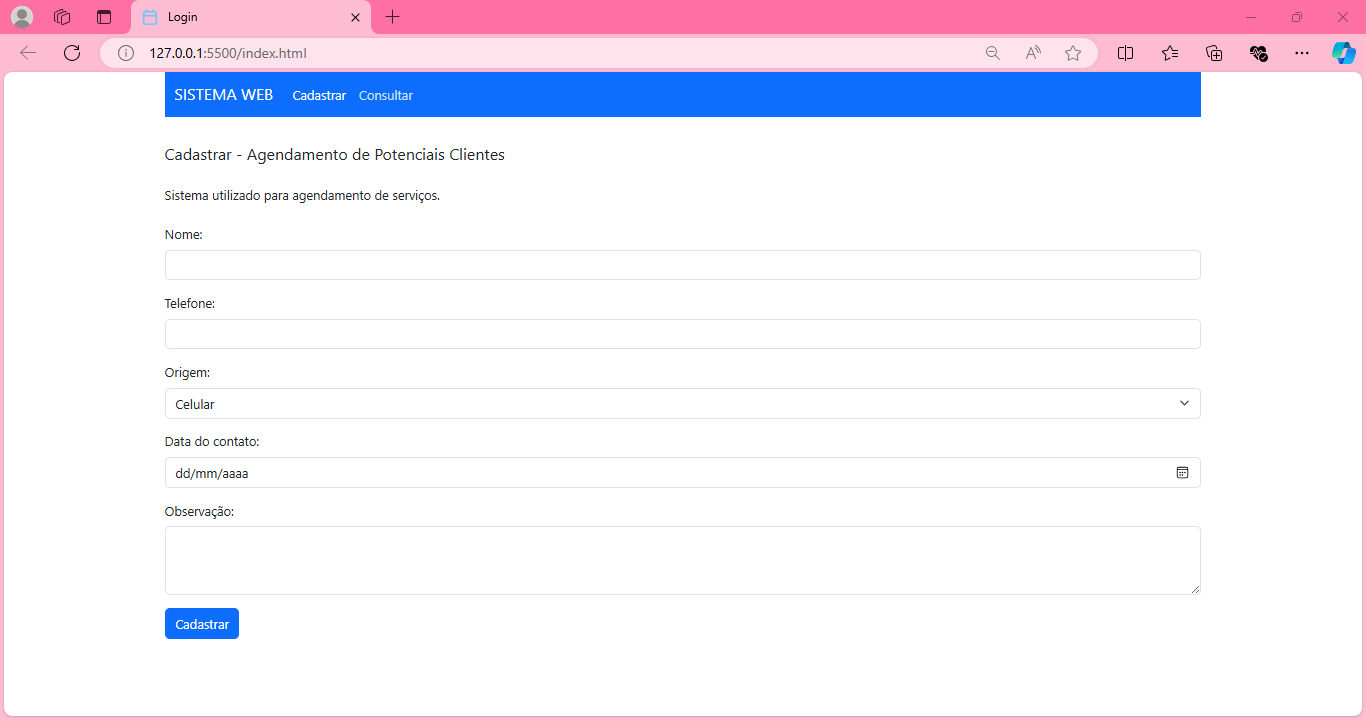 Login
127.0.0.1:5500/index.html
SISTEMA WEB Cadastrar Consultar
Cadastrar - Agendamento de Potenciais Clientes
Sistema utilizado para agendamento de serviços.
Nome:
Telefone:
Origem:
Celular
Data do contato:
dd/mm/aaaa
Observação:
Cadastrar